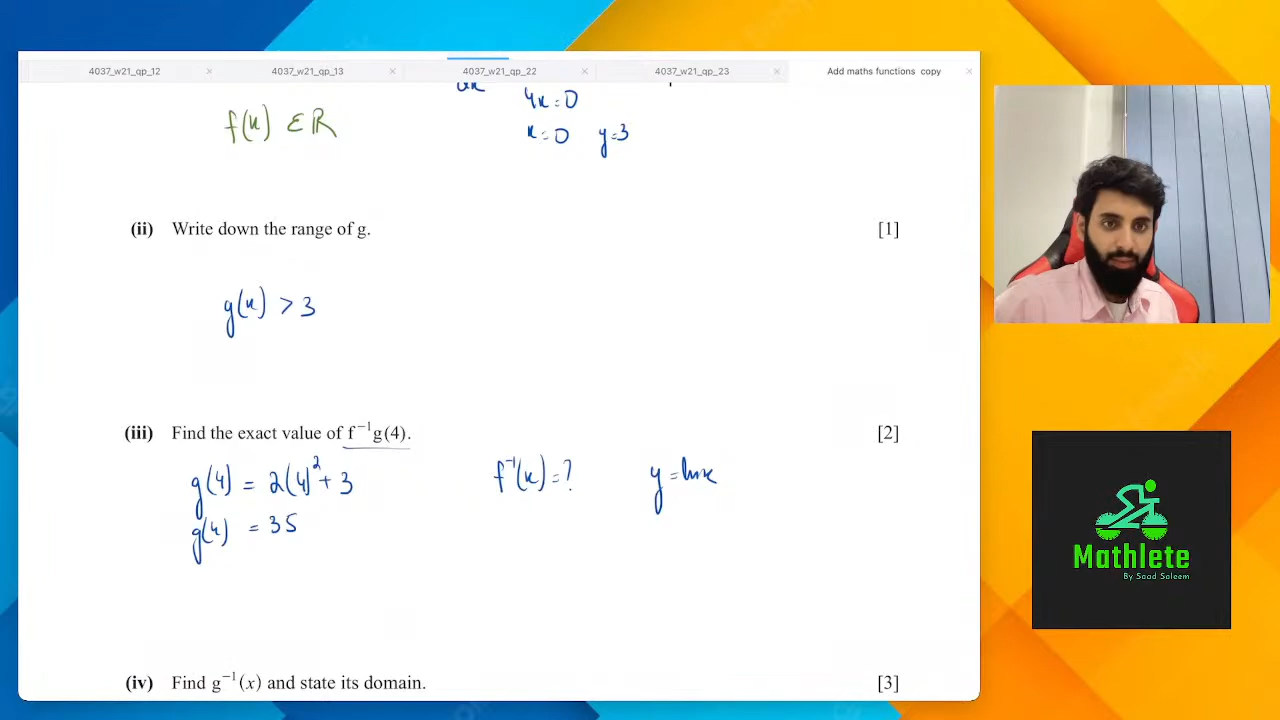 4037_w21_qp_12 × 4037_w21_qp_13 × 4037_w21_qp_22 × 4037_w21_qp_23 × Add maths functions copy ×
4x=0
f(x) ∈ ℝ
x=0 y=3
(ii) Write down the range of g. [1]
g(x) > 3
(iii) Find the exact value of f⁻¹g(4). [2]
g(4) = 2(4)² + 3 f⁻¹(x)=? y=lnx
g(4) = 35
(iv) Find g⁻¹(x) and state its domain. [3]
Mathlete
By Saad Saleem